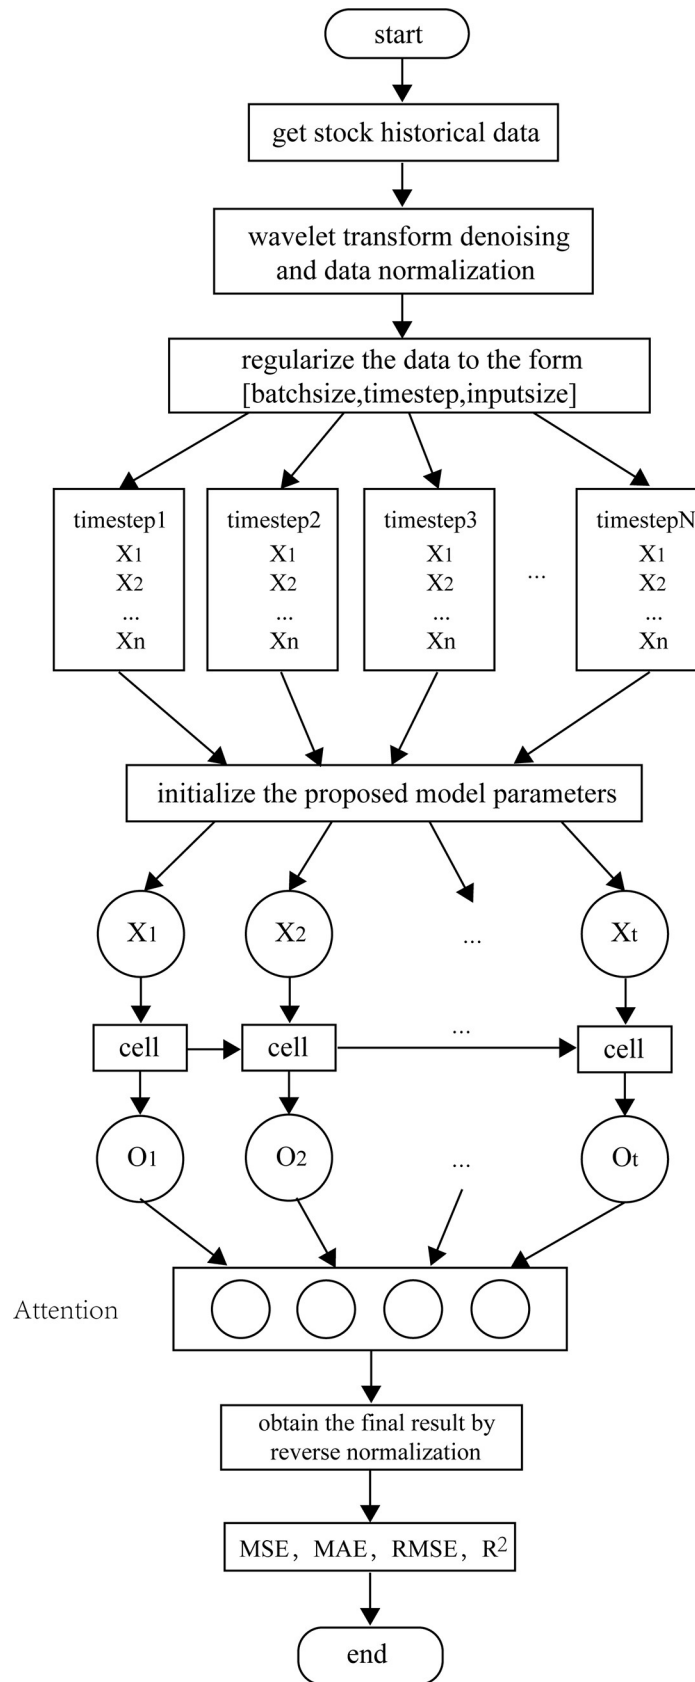 start
get stock historical data
wavelet transform denoising
and data normalization
regularize the data to the form
[batchsize,timestep,inputsize]
timestep1
X1
X2
...
Xn
timestep2
X1
X2
...
Xn
timestep3
X1
X2
...
Xn
...
timestepN
X1
X2
...
Xn
initialize the proposed model parameters
X1
X2
...
Xt
cell
cell
...
cell
O1
O2
...
Ot
Attention
obtain the final result by
reverse normalization
MSE, MAE, RMSE, R²
end